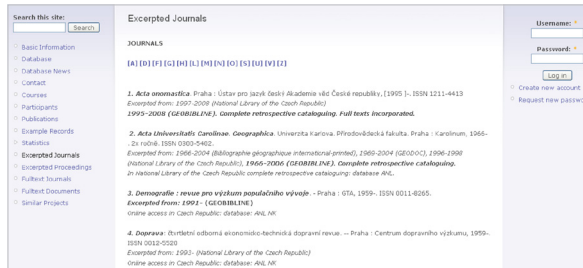 Search this site:
Search
Basic Information
Database
Database News
Contact
Courses
Participants
Publications
Example Records
Statistics
Excerpted Journals
Excerpted Proceedings
Fulltext Journals
Fulltext Documents
Similar Projects
Excerpted Journals
JOURNALS
[A] [D] [F] [G] [H] [L] [M] [N] [O] [S] [U] [V] [Z]
1. Acta onomastica. Praha : Ústav pro jazyk český Akademie věd České republiky, [1995 ]-. ISSN 1211-4413
Excerpted from: 1997-2008 (National Library of the Czech Republic)
1995-2008 (GEOBIBLINE). Complete retrospective cataloguing. Full texts incorporated.
2. Acta Universitatis Carolinae. Geographica. Univerzita Karlova. Přírodovědecká fakulta. Praha : Karolinum, 1966-
. 2x ročně. ISSN 0303-5402.
Excerpted from: 1966-2004 (Bibliographie géographique international-printed), 1969-2004 (GEODOC), 1996-1998
(National Library of the Czech Republic), 1966-2006 (GEOBIBLINE). Complete retrospective cataloguing.
In National Library of the Czech Republic complete retrospective cataloguing: database ANL.
3. Demografie : revue pro výzkum populačního vývoje. - Praha : GTA, 1959-. ISSN 0011-8265.
Excerpted from: 1991- (GEOBIBLINE)
Online access in Czech Republic: database: ANL NK
4. Doprava: čtvrtletní odborná ekonomicko-technická dopravní revue. -- Praha : Centrum dopravního výzkumu, 1959-.
ISSN 0012-5520
Excerpted from: 1993- (National Library of the Czech Republic)
Online access in Czech Republic: database: ANL NK
Username: *
Password: *
Log in
Create new account
Request new passw